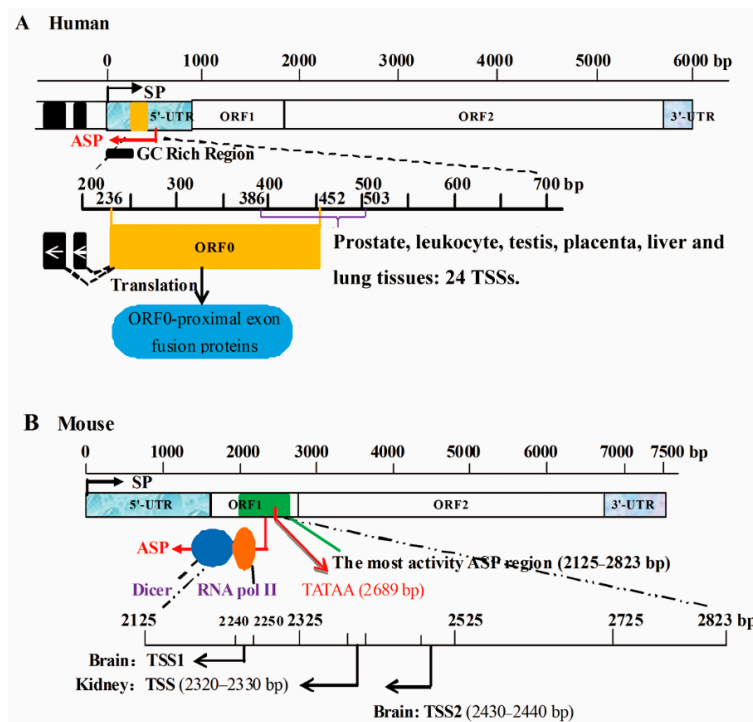 A Human
0 1000 2000 3000 4000 5000 6000 bp
SP
5'-UTR ORF1 ORF2 3'-UTR
ASP
GC Rich Region
200 300 400 500 600 700 bp
236 386 452 503
ORF0
Prostate, leukocyte, testis, placenta, liver and
lung tissues: 24 TSSs.
Translation
ORF0-proximal exon
fusion proteins
B Mouse
0 1000 2000 3000 4000 5000 6000 7000 7500 bp
SP
5'-UTR ORF1 ORF2 3'-UTR
ASP
The most activity ASP region (2125–2823 bp)
Dicer RNA pol II TATAA (2689 bp)
2125 2240 2250 2325 2525 2725 2823 bp
Brain: TSS1
Kidney: TSS (2320–2330 bp)
Brain: TSS2 (2430–2440 bp)